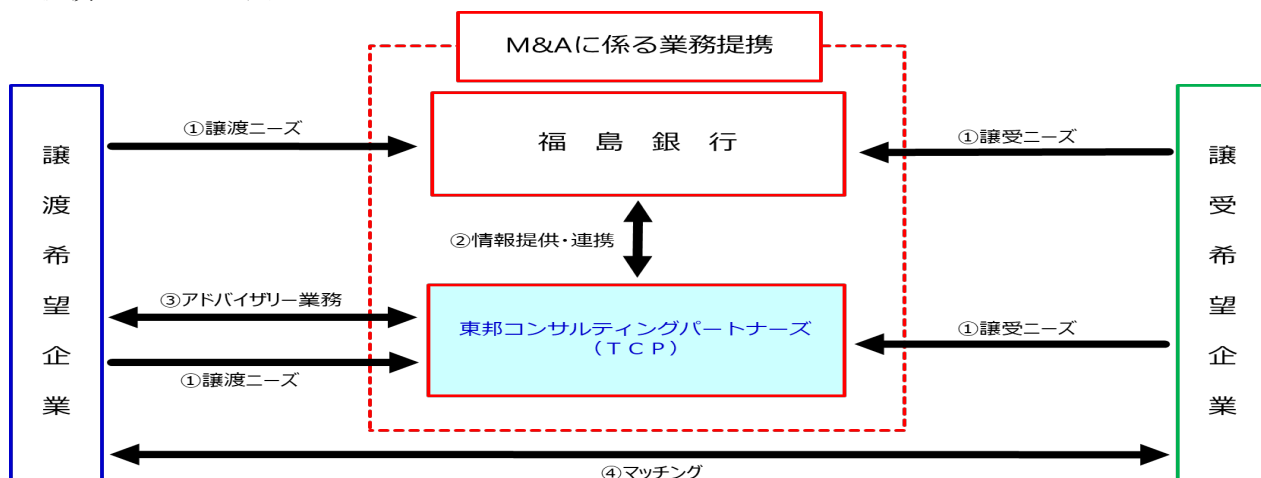 M&Aに係る業務提携
譲渡希望企業
①譲渡ニーズ
福島銀行
①譲受ニーズ
譲受希望企業
②情報提供・連携
③アドバイザリー業務
東邦コンサルティングパートナーズ
（ＴＣＰ）
①譲受ニーズ
①譲渡ニーズ
④マッチング